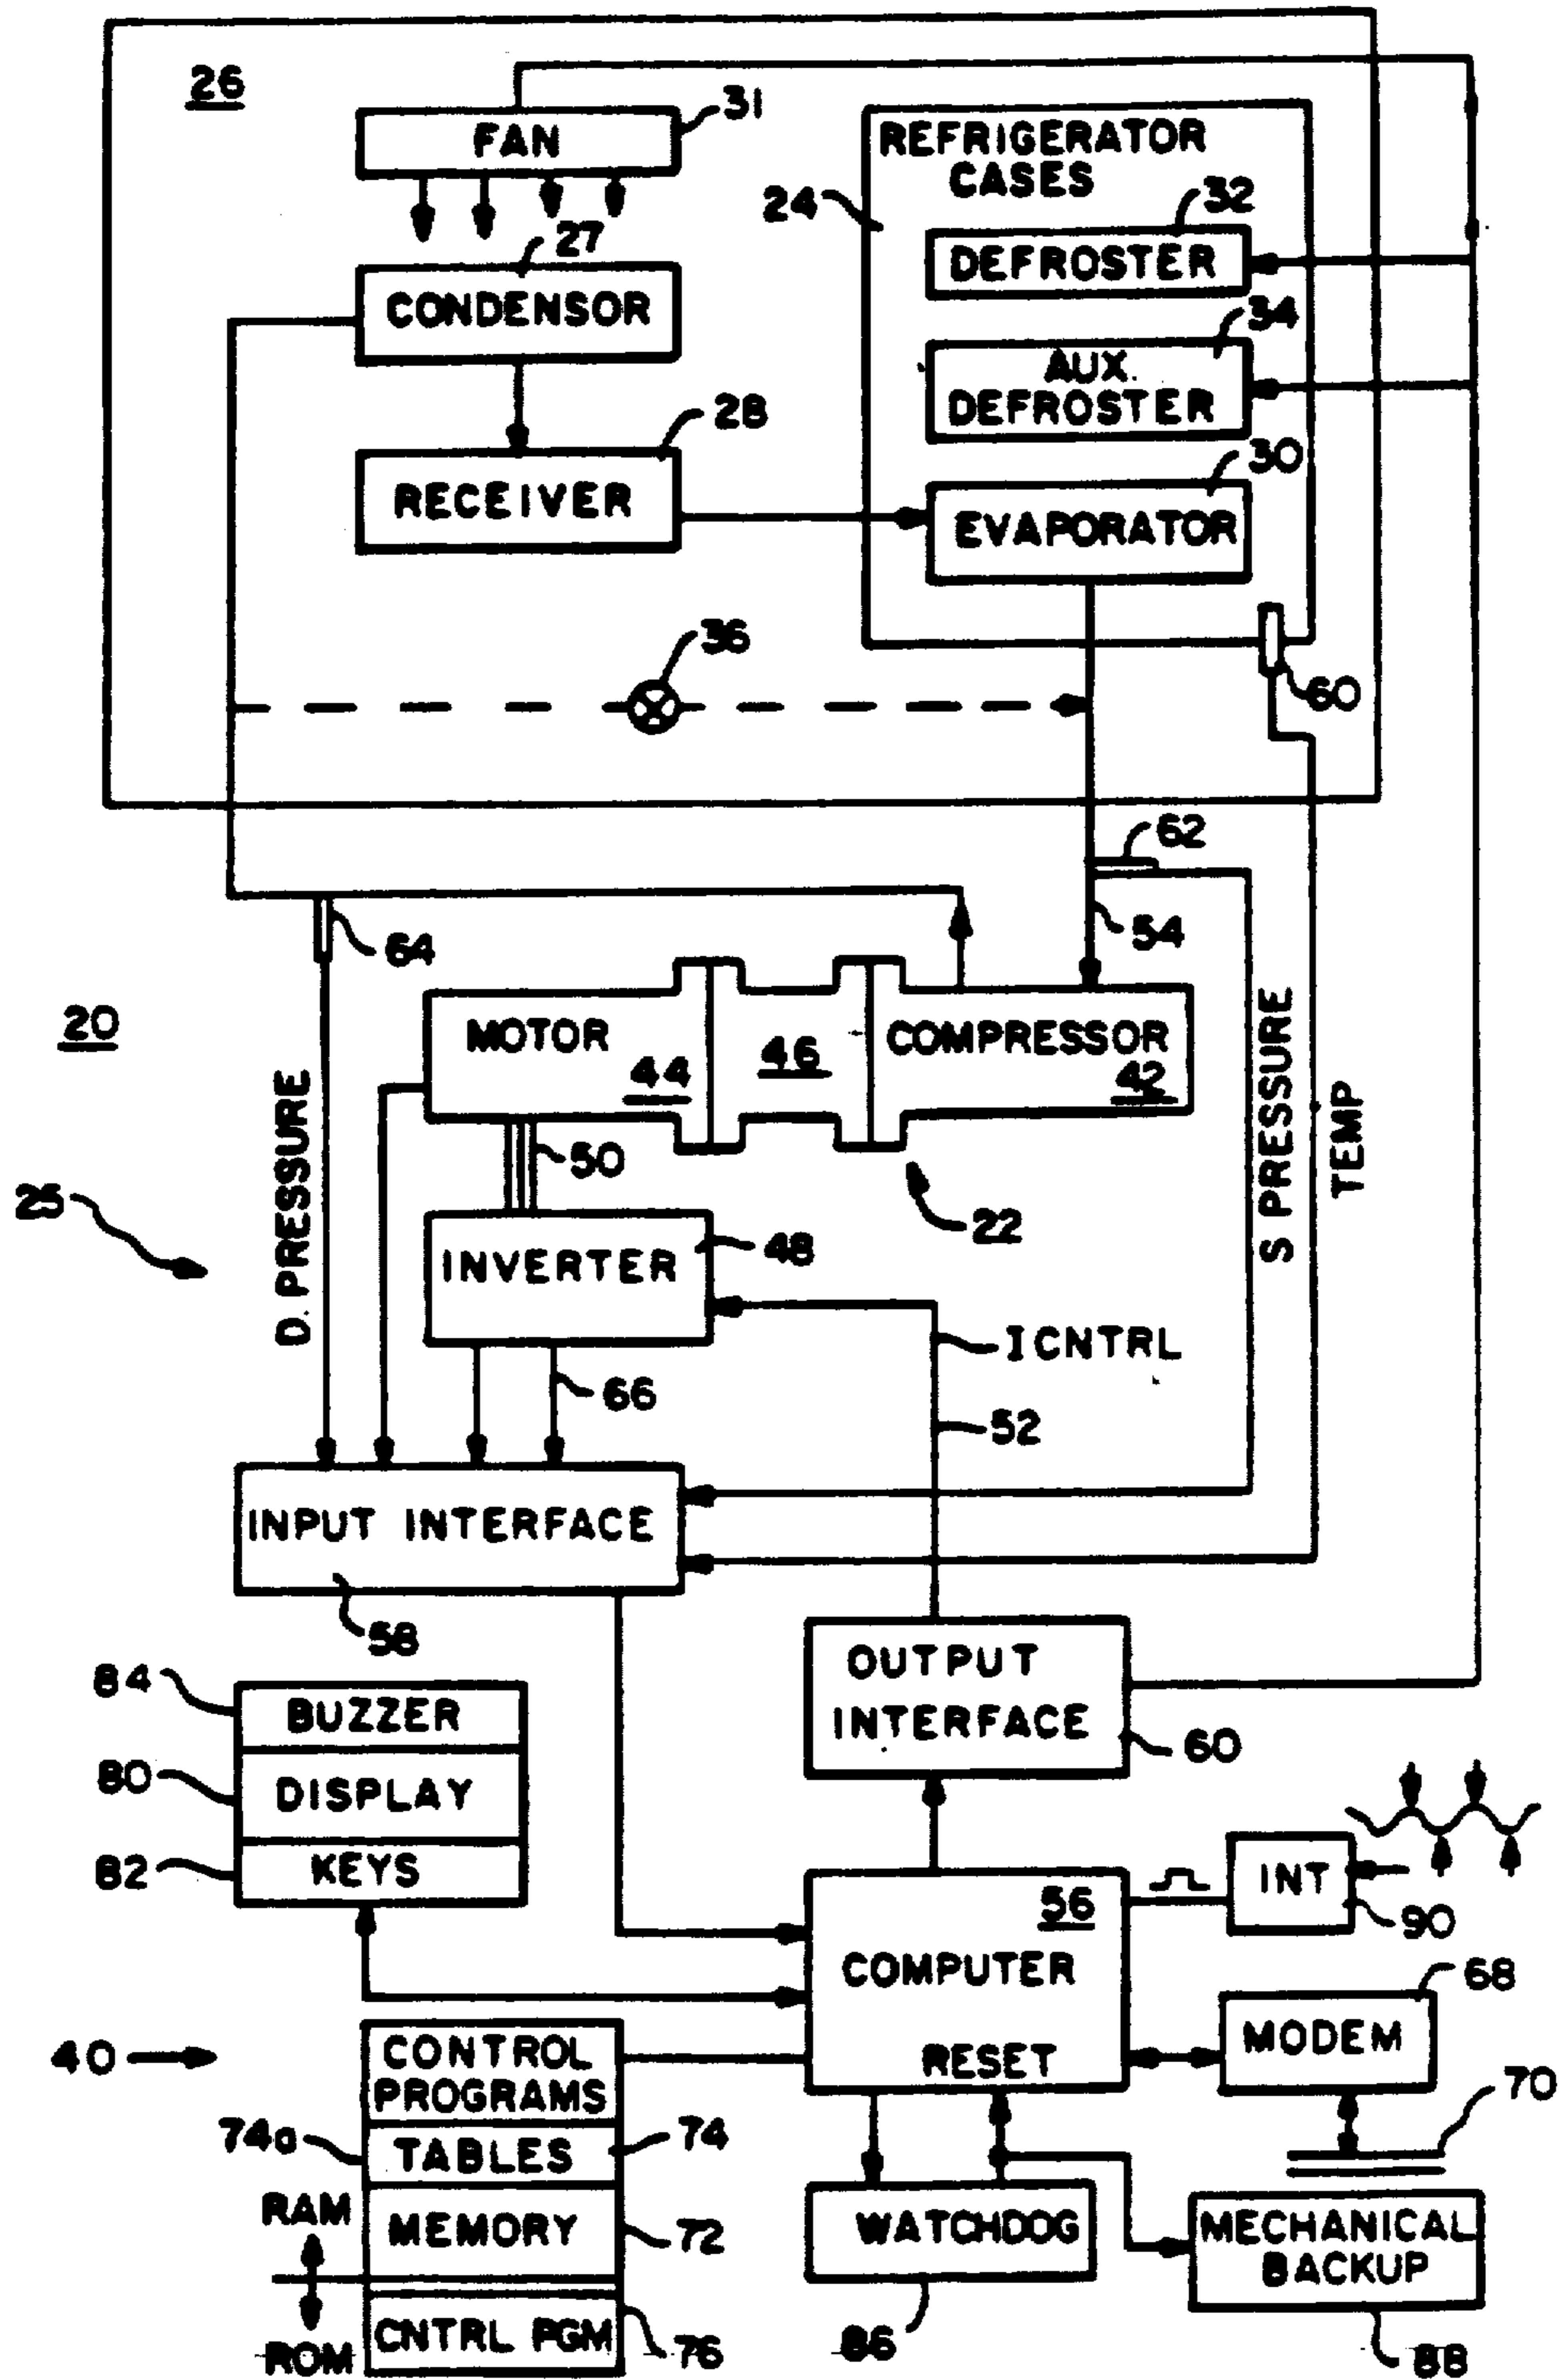 26
FAN
31
REFRIGERATOR
CASES
24
32
DEFROSTER
27
CONDENSOR
34
AUX.
DEFROSTER
28
RECEIVER
30
EVAPORATOR
36
60
62
64
54
20
MOTOR
44
46
COMPRESSOR
42
D. PRESSURE
S PRESSURE
TEMP
50
25
22
INVERTER
48
ICNTRL
66
52
INPUT INTERFACE
58
OUTPUT
INTERFACE
60
84
BUZZER
80
DISPLAY
82
KEYS
56
COMPUTER
RESET
INT
90
68
MODEM
70
40
CONTROL
PROGRAMS
74a
TABLES
74
RAM
MEMORY
72
WATCHDOG
MECHANICAL
BACKUP
ROM
CNTRL PGM
76
86
88